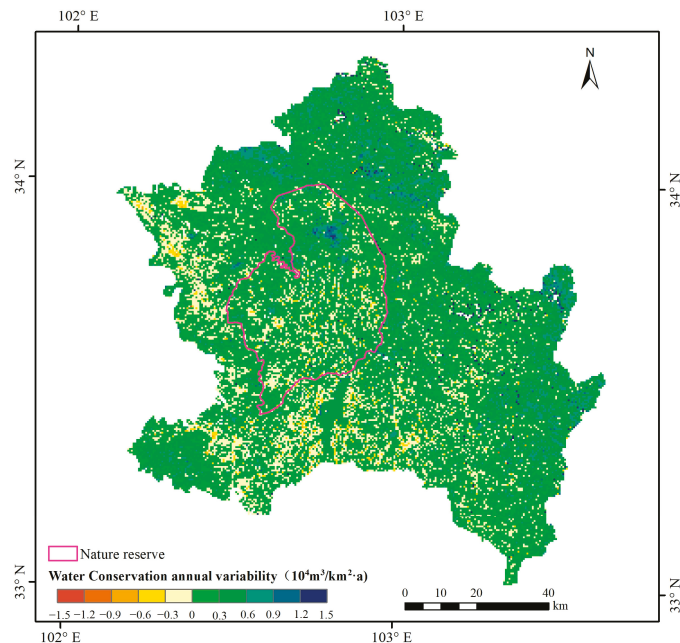 102° E 103° E
N
34° N 34° N
Nature reserve
Water Conservation annual variability（10⁴m³/km²·a)
−1.5 −1.2 −0.9 −0.6 −0.3 0 0.3 0.6 0.9 1.2 1.5
0 10 20 40
km
33° N 33° N
102° E 103° E